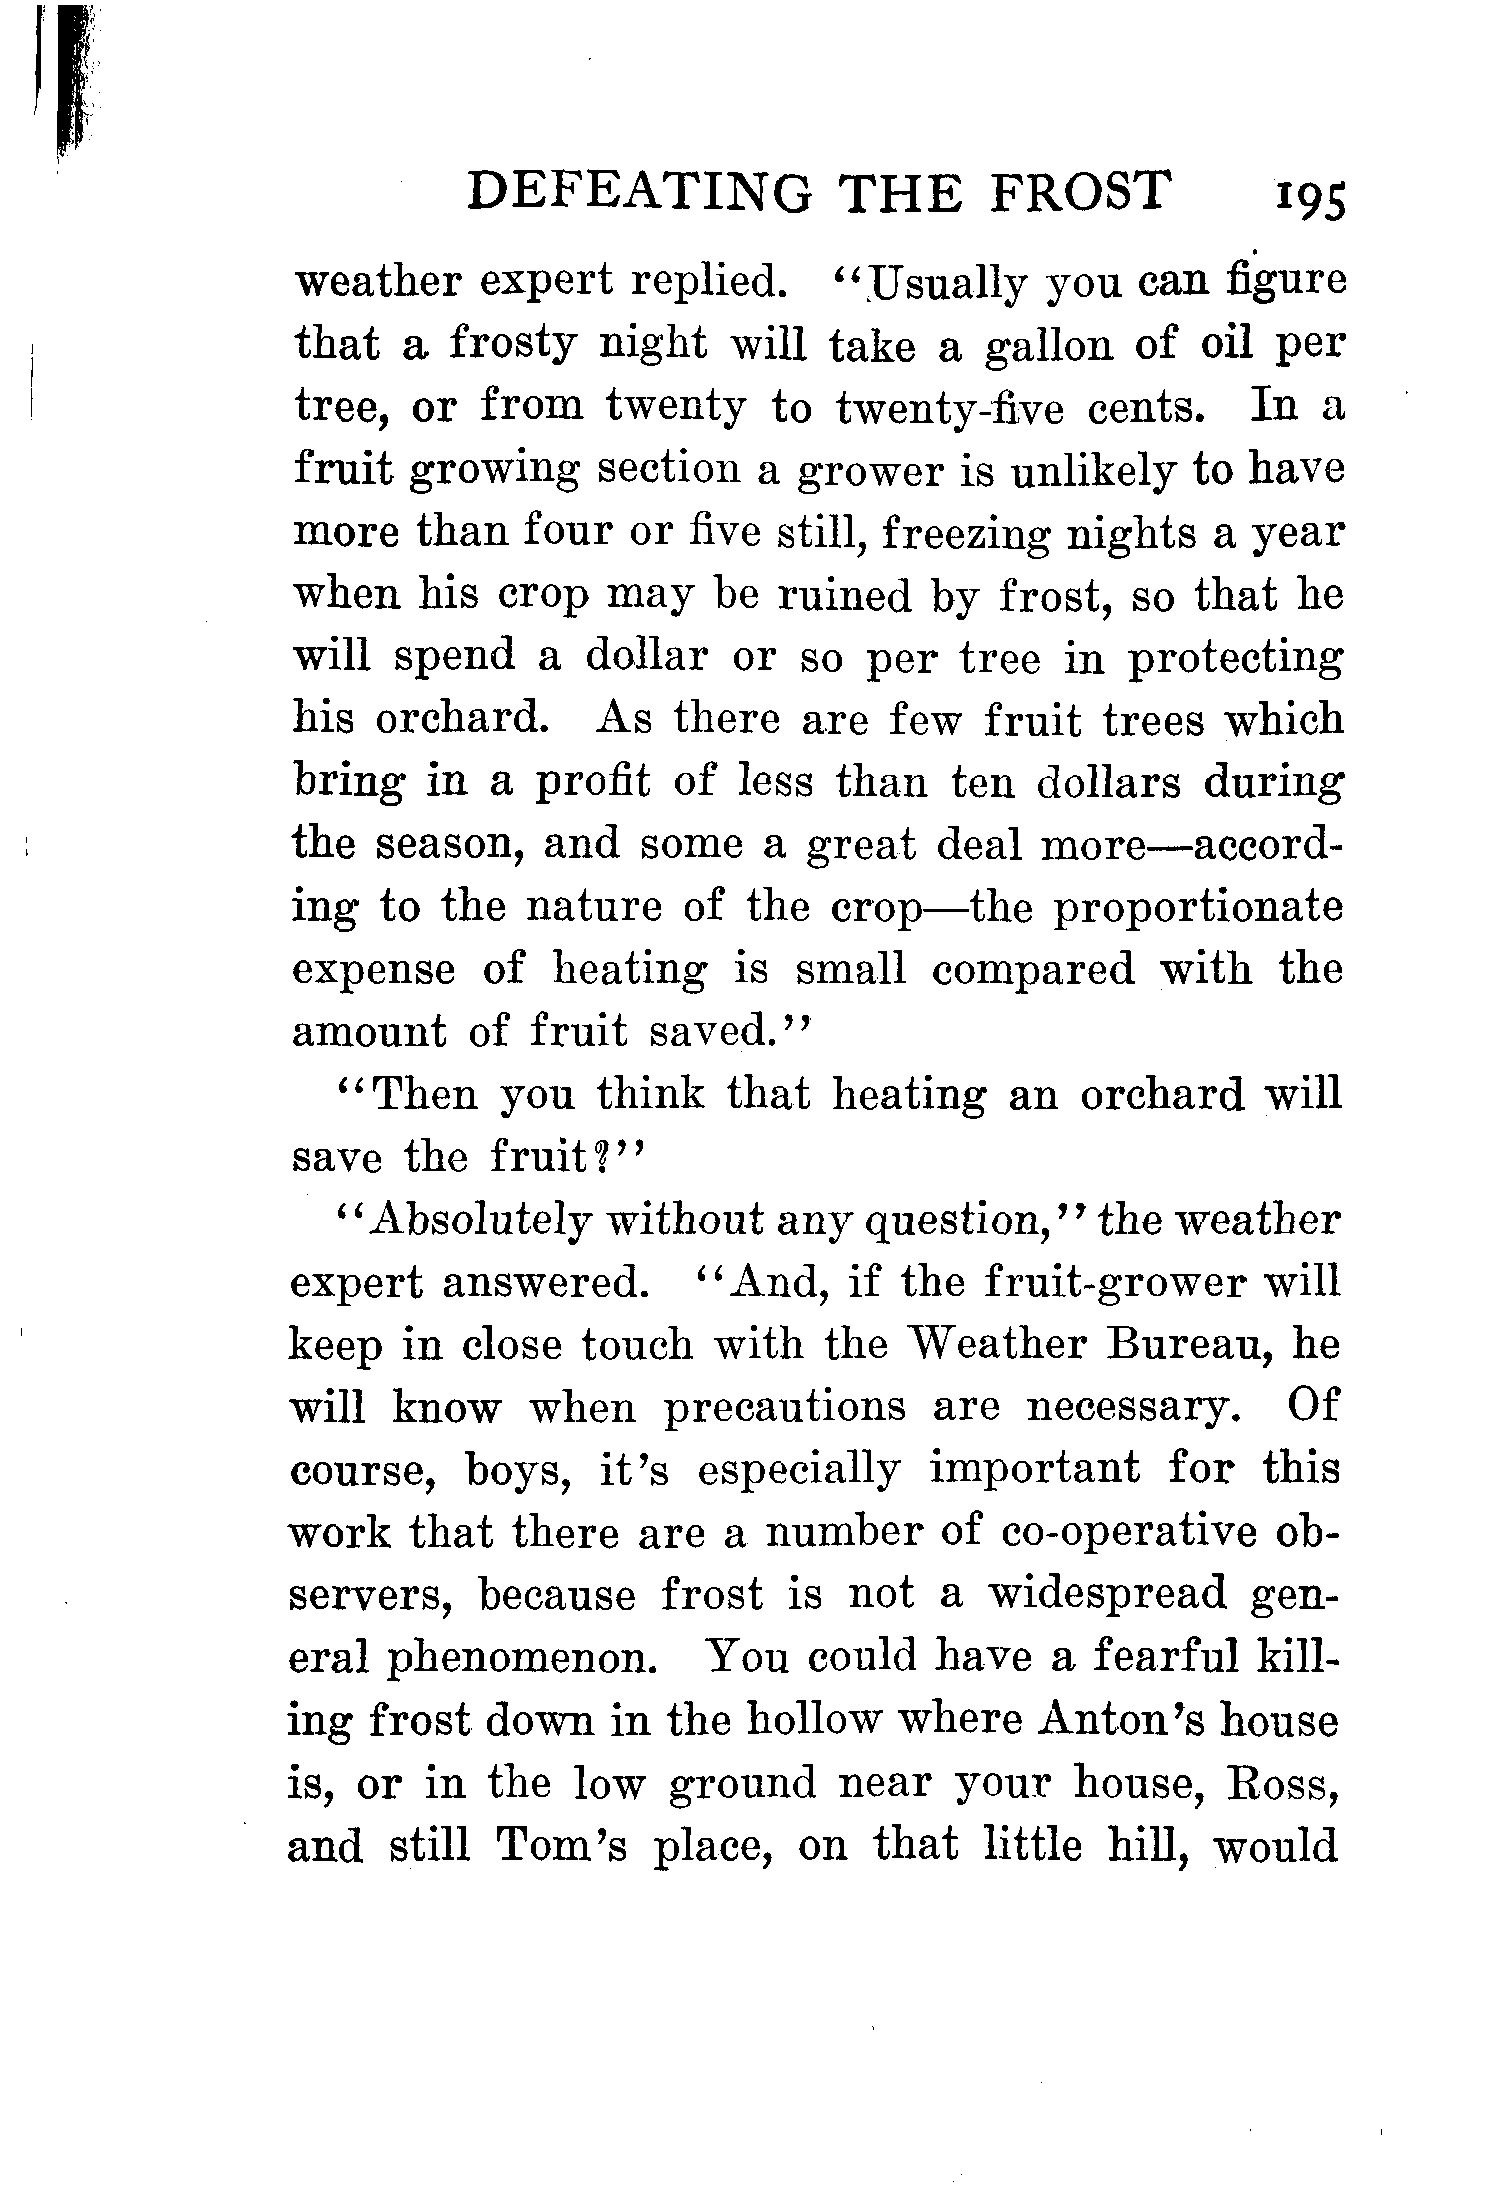 DEFEATING THE FROST 195
weather expert replied. "Usually you can figure
that a frosty night will take a gallon of oil per
tree, or from twenty to twenty-five cents. In a
fruit growing section a grower is unlikely to have
more than four or five still, freezing nights a year
when his crop may be ruined by frost, so that he
will spend a dollar or so per tree in protecting
his orchard. As there are few fruit trees which
bring in a profit of less than ten dollars during
the season, and some a great deal more—accord-
ing to the nature of the crop—the proportionate
expense of heating is small compared with the
amount of fruit saved."
"Then you think that heating an orchard will
save the fruit?"
"Absolutely without any question," the weather
expert answered. "And, if the fruit-grower will
keep in close touch with the Weather Bureau, he
will know when precautions are necessary. Of
course, boys, it's especially important for this
work that there are a number of co-operative ob-
servers, because frost is not a widespread gen-
eral phenomenon. You could have a fearful kill-
ing frost down in the hollow where Anton's house
is, or in the low ground near your house, Ross,
and still Tom's place, on that little hill, would